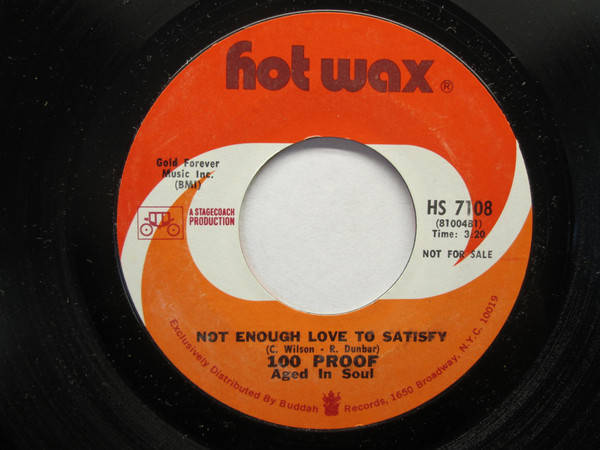 hot wax ®
Gold Forever
Music Inc.
(BMI)
A STAGECOACH
PRODUCTION
HS 7108
(81004B1)
Time: 3:20
NOT FOR SALE
NOT ENOUGH LOVE TO SATISFY
(C. Wilson - R. Dunbar)
100 PROOF
Aged In Soul
Exclusively Distributed By Buddah Records, 1650 Broadway, N.Y.C. 10019